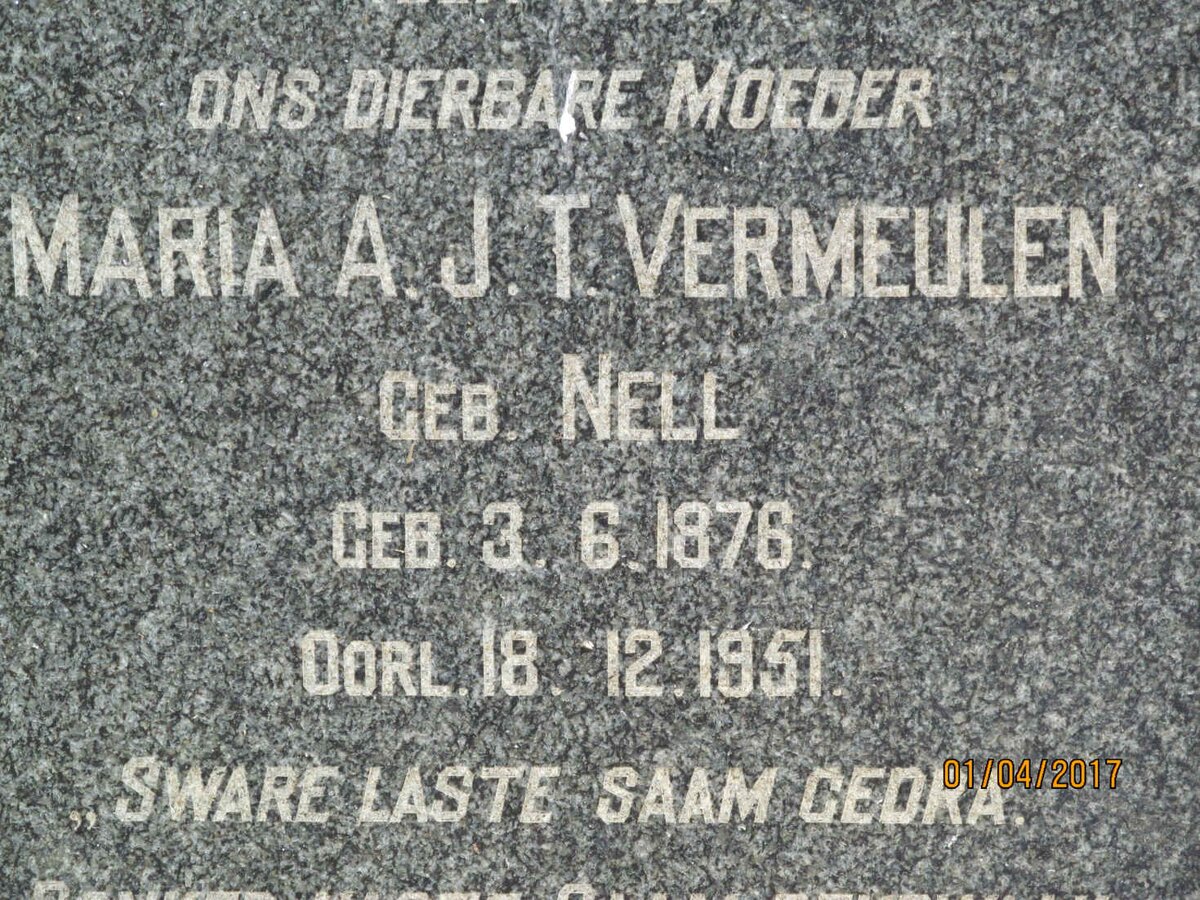 ONS DIERBARE MOEDER
MARIA A. J. T. VERMEULEN
GEB. NELL
GEB. 3. 6. 1876.
OORL. 18. 12. 1951.
„SWARE LASTE SAAM GEDRA.
01/04/2017